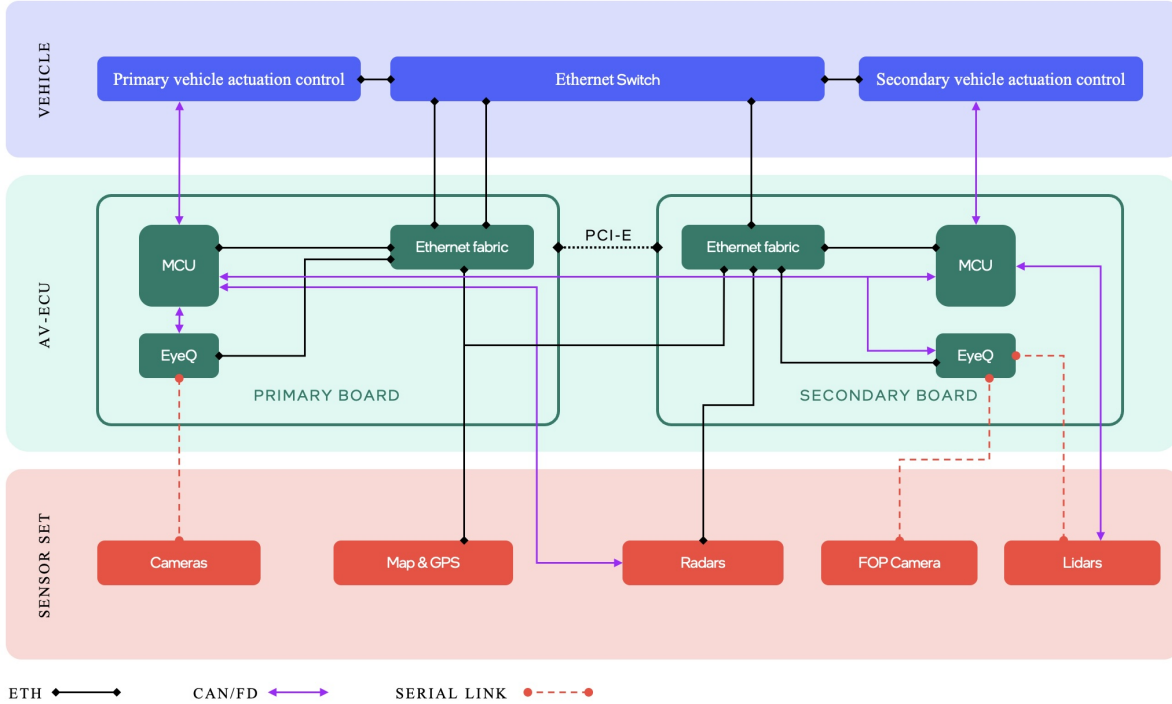 VEHICLE
Primary vehicle actuation control
Ethernet Switch
Secondary vehicle actuation control
AV-ECU
MCU
Ethernet fabric
PCI-E
Ethernet fabric
MCU
EyeQ
EyeQ
PRIMARY BOARD
SECONDARY BOARD
SENSOR SET
Cameras
Map & GPS
Radars
FOP Camera
Lidars
ETH
CAN/FD
SERIAL LINK